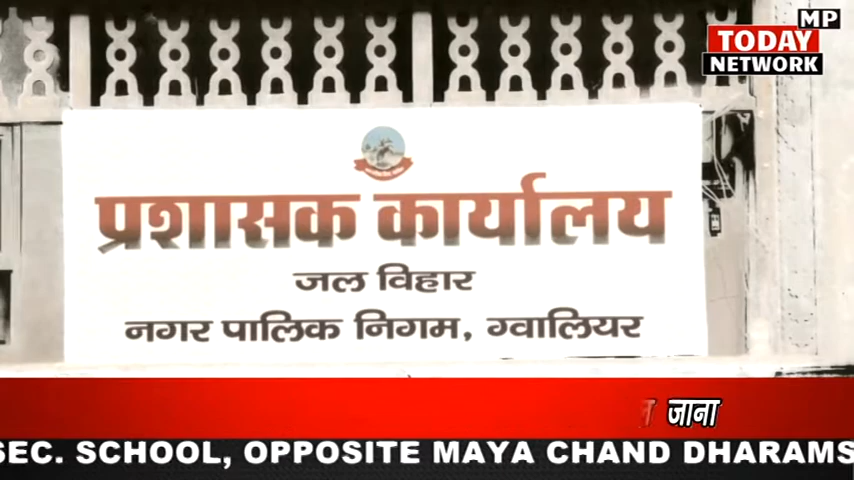 MP
TODAY
NETWORK
प्रशासक कार्यालय
जल विहार
नगर पालिक निगम, ग्वालियर
जाना
SEC. SCHOOL, OPPOSITE MAYA CHAND DHARAMS